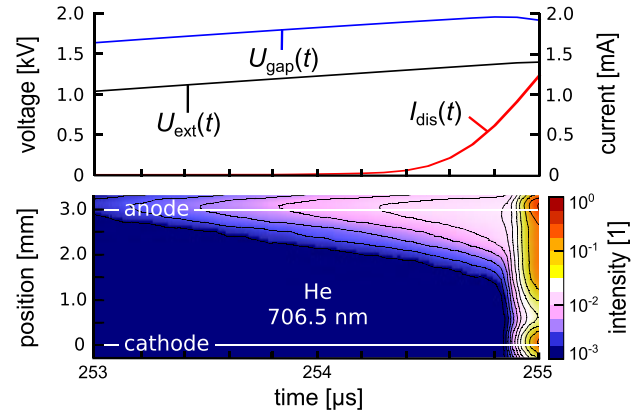 2.0 2.0
1.5 1.5
1.0 1.0
0.5 0.5
0 0
voltage [kV]
current [mA]
U_gap(t)
U_ext(t)
I_dis(t)
3.0
2.0
1.0
0
position [mm]
anode
He
706.5 nm
cathode
10^0
10^-1
10^-2
10^-3
intensity [1]
253 254 255
time [µs]